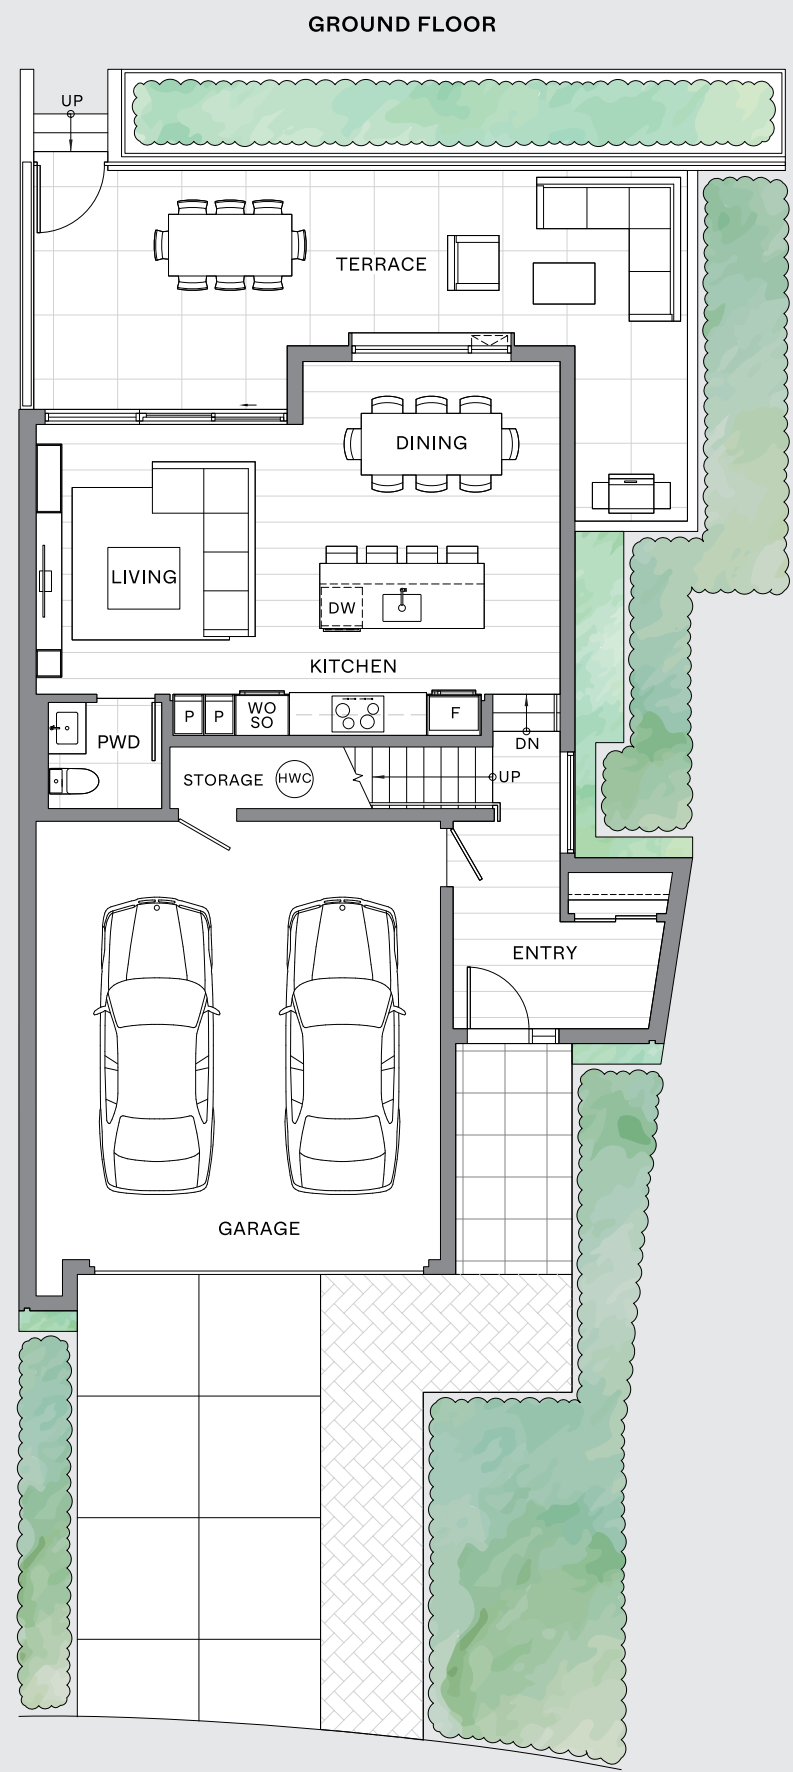 GROUND FLOOR
UP
TERRACE
DINING
LIVING
DW
KITCHEN
P
P
WO
SO
F
PWD
DN
STORAGE
HWC
UP
ENTRY
GARAGE